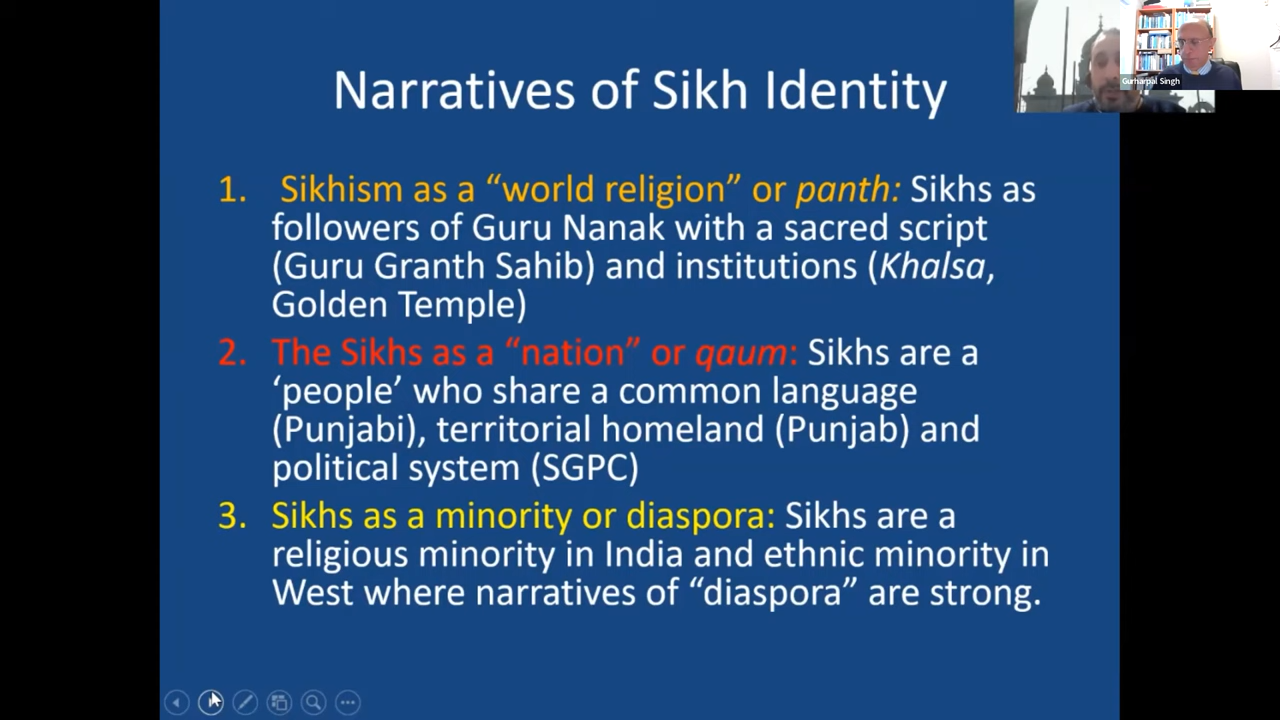 Narratives of Sikh Identity
Gurharpal Singh
1. Sikhism as a “world religion” or panth: Sikhs as
followers of Guru Nanak with a sacred script
(Guru Granth Sahib) and institutions (Khalsa,
Golden Temple)
2. The Sikhs as a “nation” or qaum: Sikhs are a
‘people’ who share a common language
(Punjabi), territorial homeland (Punjab) and
political system (SGPC)
3. Sikhs as a minority or diaspora: Sikhs are a
religious minority in India and ethnic minority in
West where narratives of “diaspora” are strong.